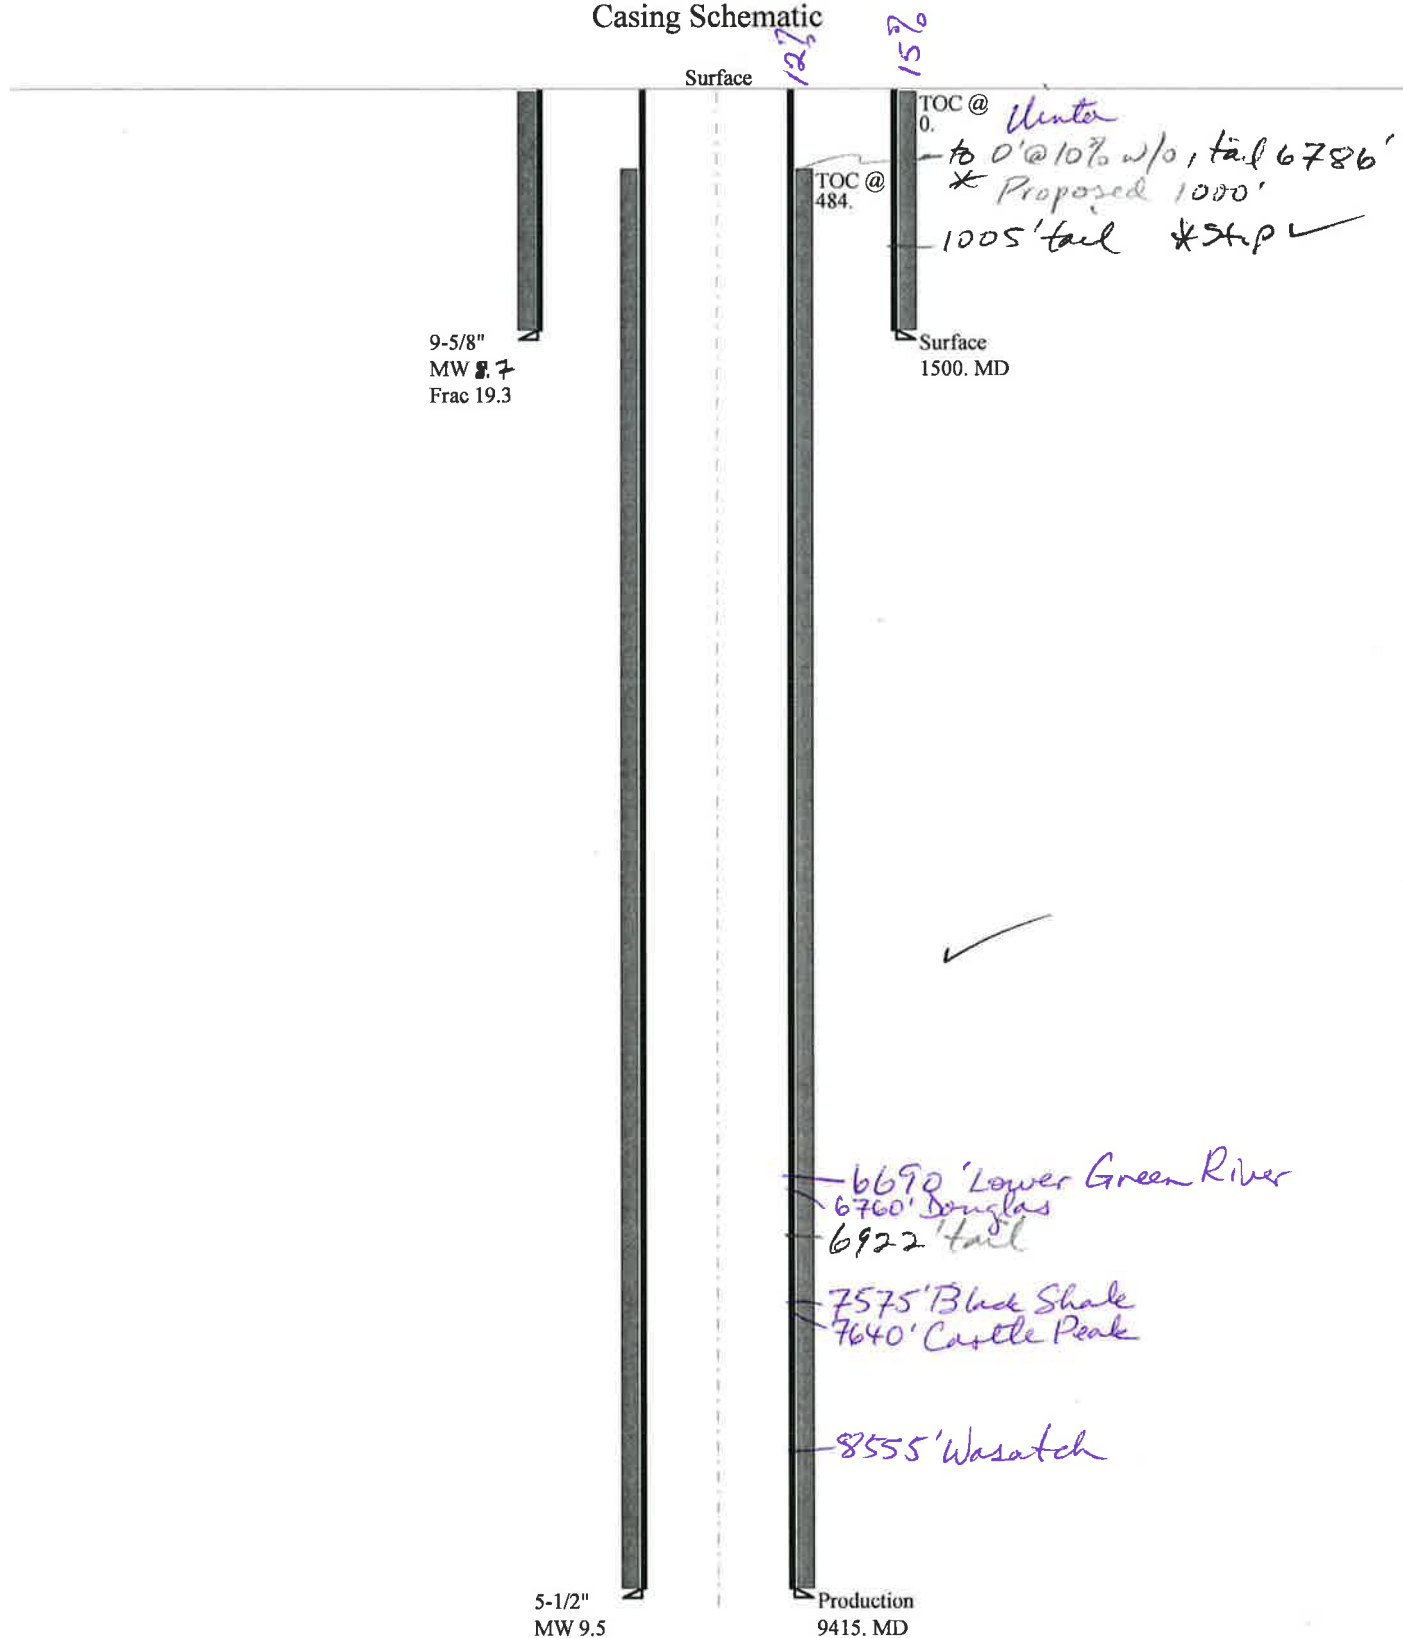 Casing Schematic
12%
15%
Surface
TOC @
0.
Uinta
to 0' @ 10% w/o, tail 6786'
* Proposed 1000'
TOC @
484.
1005' tail *Stip ✓
9-5/8"
MW 8.7
Frac 19.3
Surface
1500. MD
✓
6690' Lower Green River
6760' Douglas
6922' tail
7575' Black Shale
7640' Castle Peak
8555' Wasatch
5-1/2"
MW 9.5
Production
9415. MD